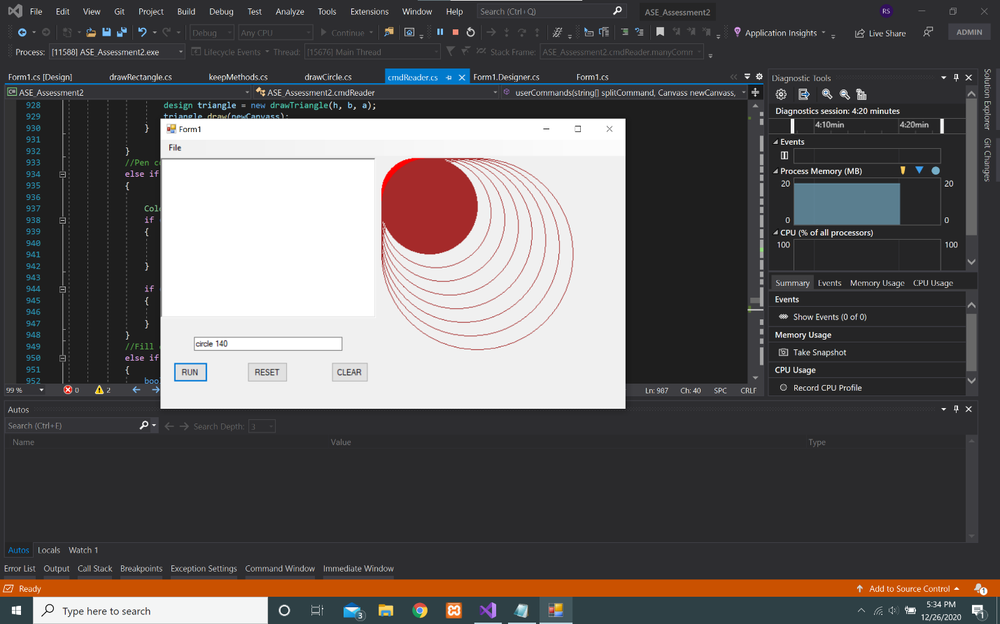 File Edit View Git Project Build Debug Test Analyze Tools Extensions Window Help Search (Ctrl+Q) ASE_Assessment2 RS
Debug Any CPU Continue Application Insights Live Share ADMIN
Process: [11588] ASE_Assessment2.exe Lifecycle Events Thread: [15676] Main Thread Stack Frame: ASE_Assessment2.cmdReader.manyComm
Form1.cs [Design] drawRectangle.cs keepMethods.cs drawCircle.cs cmdReader.cs Form1.Designer.cs Form1.cs
C# ASE_Assessment2 ASE_Assessment2.cmdReader userCommands(string[] splitCommand, Canvass newCanvass,
928 design triangle = new drawTriangle(h, b, a);
929 triangle.draw(newCanvass);
930 }
931
932 }
933 //Pen co
934 else if
935 {
936
937 Colo
938 if
939 {
940
941
942 }
943
944 if
945 {
946
947 }
948 }
949 //Fill
950 else if
951 {
952 bool
Form1
File
circle 140
RUN RESET CLEAR
99 % 0 2 Ln: 987 Ch: 40 SPC CRLF
Diagnostic Tools
Diagnostics session: 4:20 minutes
4:10min 4:20min
Events
Process Memory (MB)
20 20
0 0
CPU (% of all processors)
100 100
Summary Events Memory Usage CPU Usage
Events
Show Events (0 of 0)
Memory Usage
Take Snapshot
CPU Usage
Record CPU Profile
Solution Explorer
Git Changes
Autos
Search (Ctrl+E) Search Depth: 3
Name Value Type
Autos Locals Watch 1
Error List Output Call Stack Breakpoints Exception Settings Command Window Immediate Window
Ready Add to Source Control 1
Type here to search 3 5:34 PM
12/26/2020 1